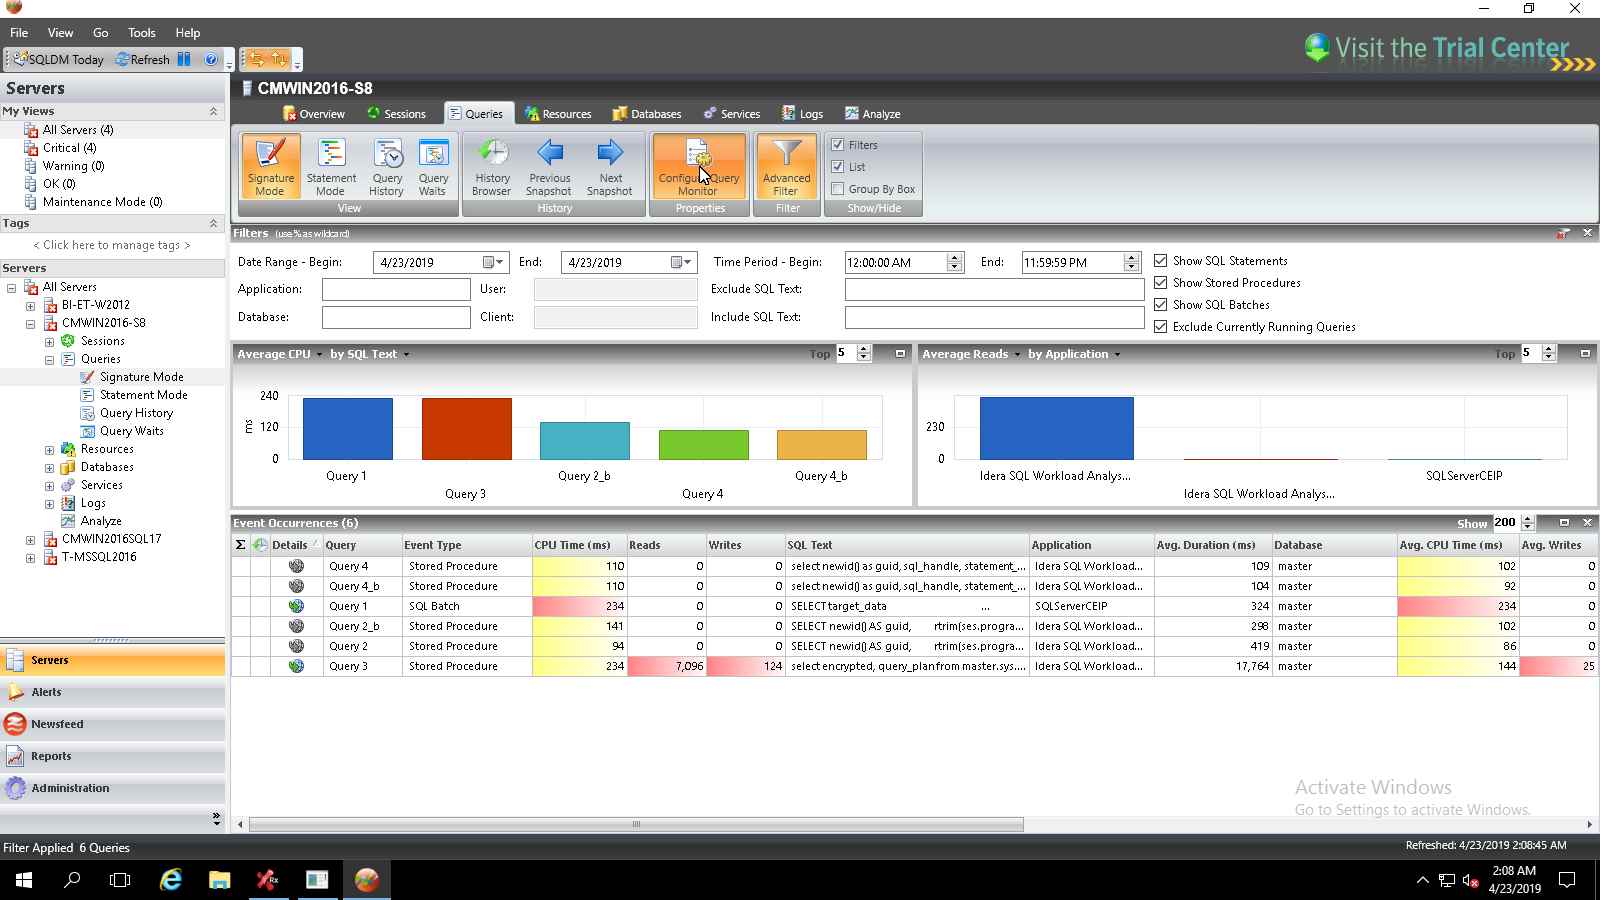 File View Go Tools Help
Visit the Trial Center
SQLDM Today Refresh
Servers
CMWIN2016-S8
My Views
All Servers (4)
Critical (4)
Warning (0)
OK (0)
Maintenance Mode (0)
Tags
< Click here to manage tags >
Servers
All Servers
BI-ET-W2012
CMWIN2016-S8
Sessions
Queries
Signature Mode
Statement Mode
Query History
Query Waits
Resources
Databases
Services
Logs
Analyze
CMWIN2016SQL17
T-MSSQL2016
Servers
Alerts
Newsfeed
Reports
Administration
Overview Sessions Queries Resources Databases Services Logs Analyze
Signature Mode
Statement Mode
Query History
Query Waits
View
History Browser
Previous Snapshot
Next Snapshot
History
Configure Query Monitor
Properties
Advanced Filter
Filter
Filters
List
Group By Box
Show/Hide
Filters (use % as wildcard)
Date Range - Begin: 4/23/2019 End: 4/23/2019 Time Period - Begin: 12:00:00 AM End: 11:59:59 PM Show SQL Statements
Application: User: Exclude SQL Text: Show Stored Procedures
Database: Client: Include SQL Text: Show SQL Batches
Exclude Currently Running Queries
Average CPU by SQL Text Top 5
240
120
0
ms
Query 1 Query 3 Query 2_b Query 4 Query 4_b
Average Reads by Application Top 5
230
0
Idera SQL Workload Analys... Idera SQL Workload Analys... SQLServerCEIP
Event Occurrences (6) Show 200
Σ Details Query Event Type CPU Time (ms) Reads Writes SQL Text Application Avg. Duration (ms) Database Avg. CPU Time (ms) Avg. Writes
Query 4 Stored Procedure 110 0 0 select newid() as guid, sql_handle, statement_... Idera SQL Workload... 109 master 102 0
Query 4_b Stored Procedure 110 0 0 select newid() as guid, sql_handle, statement_... Idera SQL Workload... 104 master 92 0
Query 1 SQL Batch 234 0 0 SELECT target_data ... SQLServerCEIP 324 master 234 0
Query 2_b Stored Procedure 141 0 0 SELECT newid() AS guid, rtrim(ses.progra... Idera SQL Workload... 298 master 102 0
Query 2 Stored Procedure 94 0 0 SELECT newid() AS guid, rtrim(ses.progra... Idera SQL Workload... 419 master 86 0
Query 3 Stored Procedure 234 7,096 124 select encrypted, query_plan from master.sys.... Idera SQL Workload... 17,764 master 144 25
Activate Windows
Go to Settings to activate Windows.
Filter Applied 6 Queries
Refreshed: 4/23/2019 2:08:45 AM
2:08 AM
4/23/2019